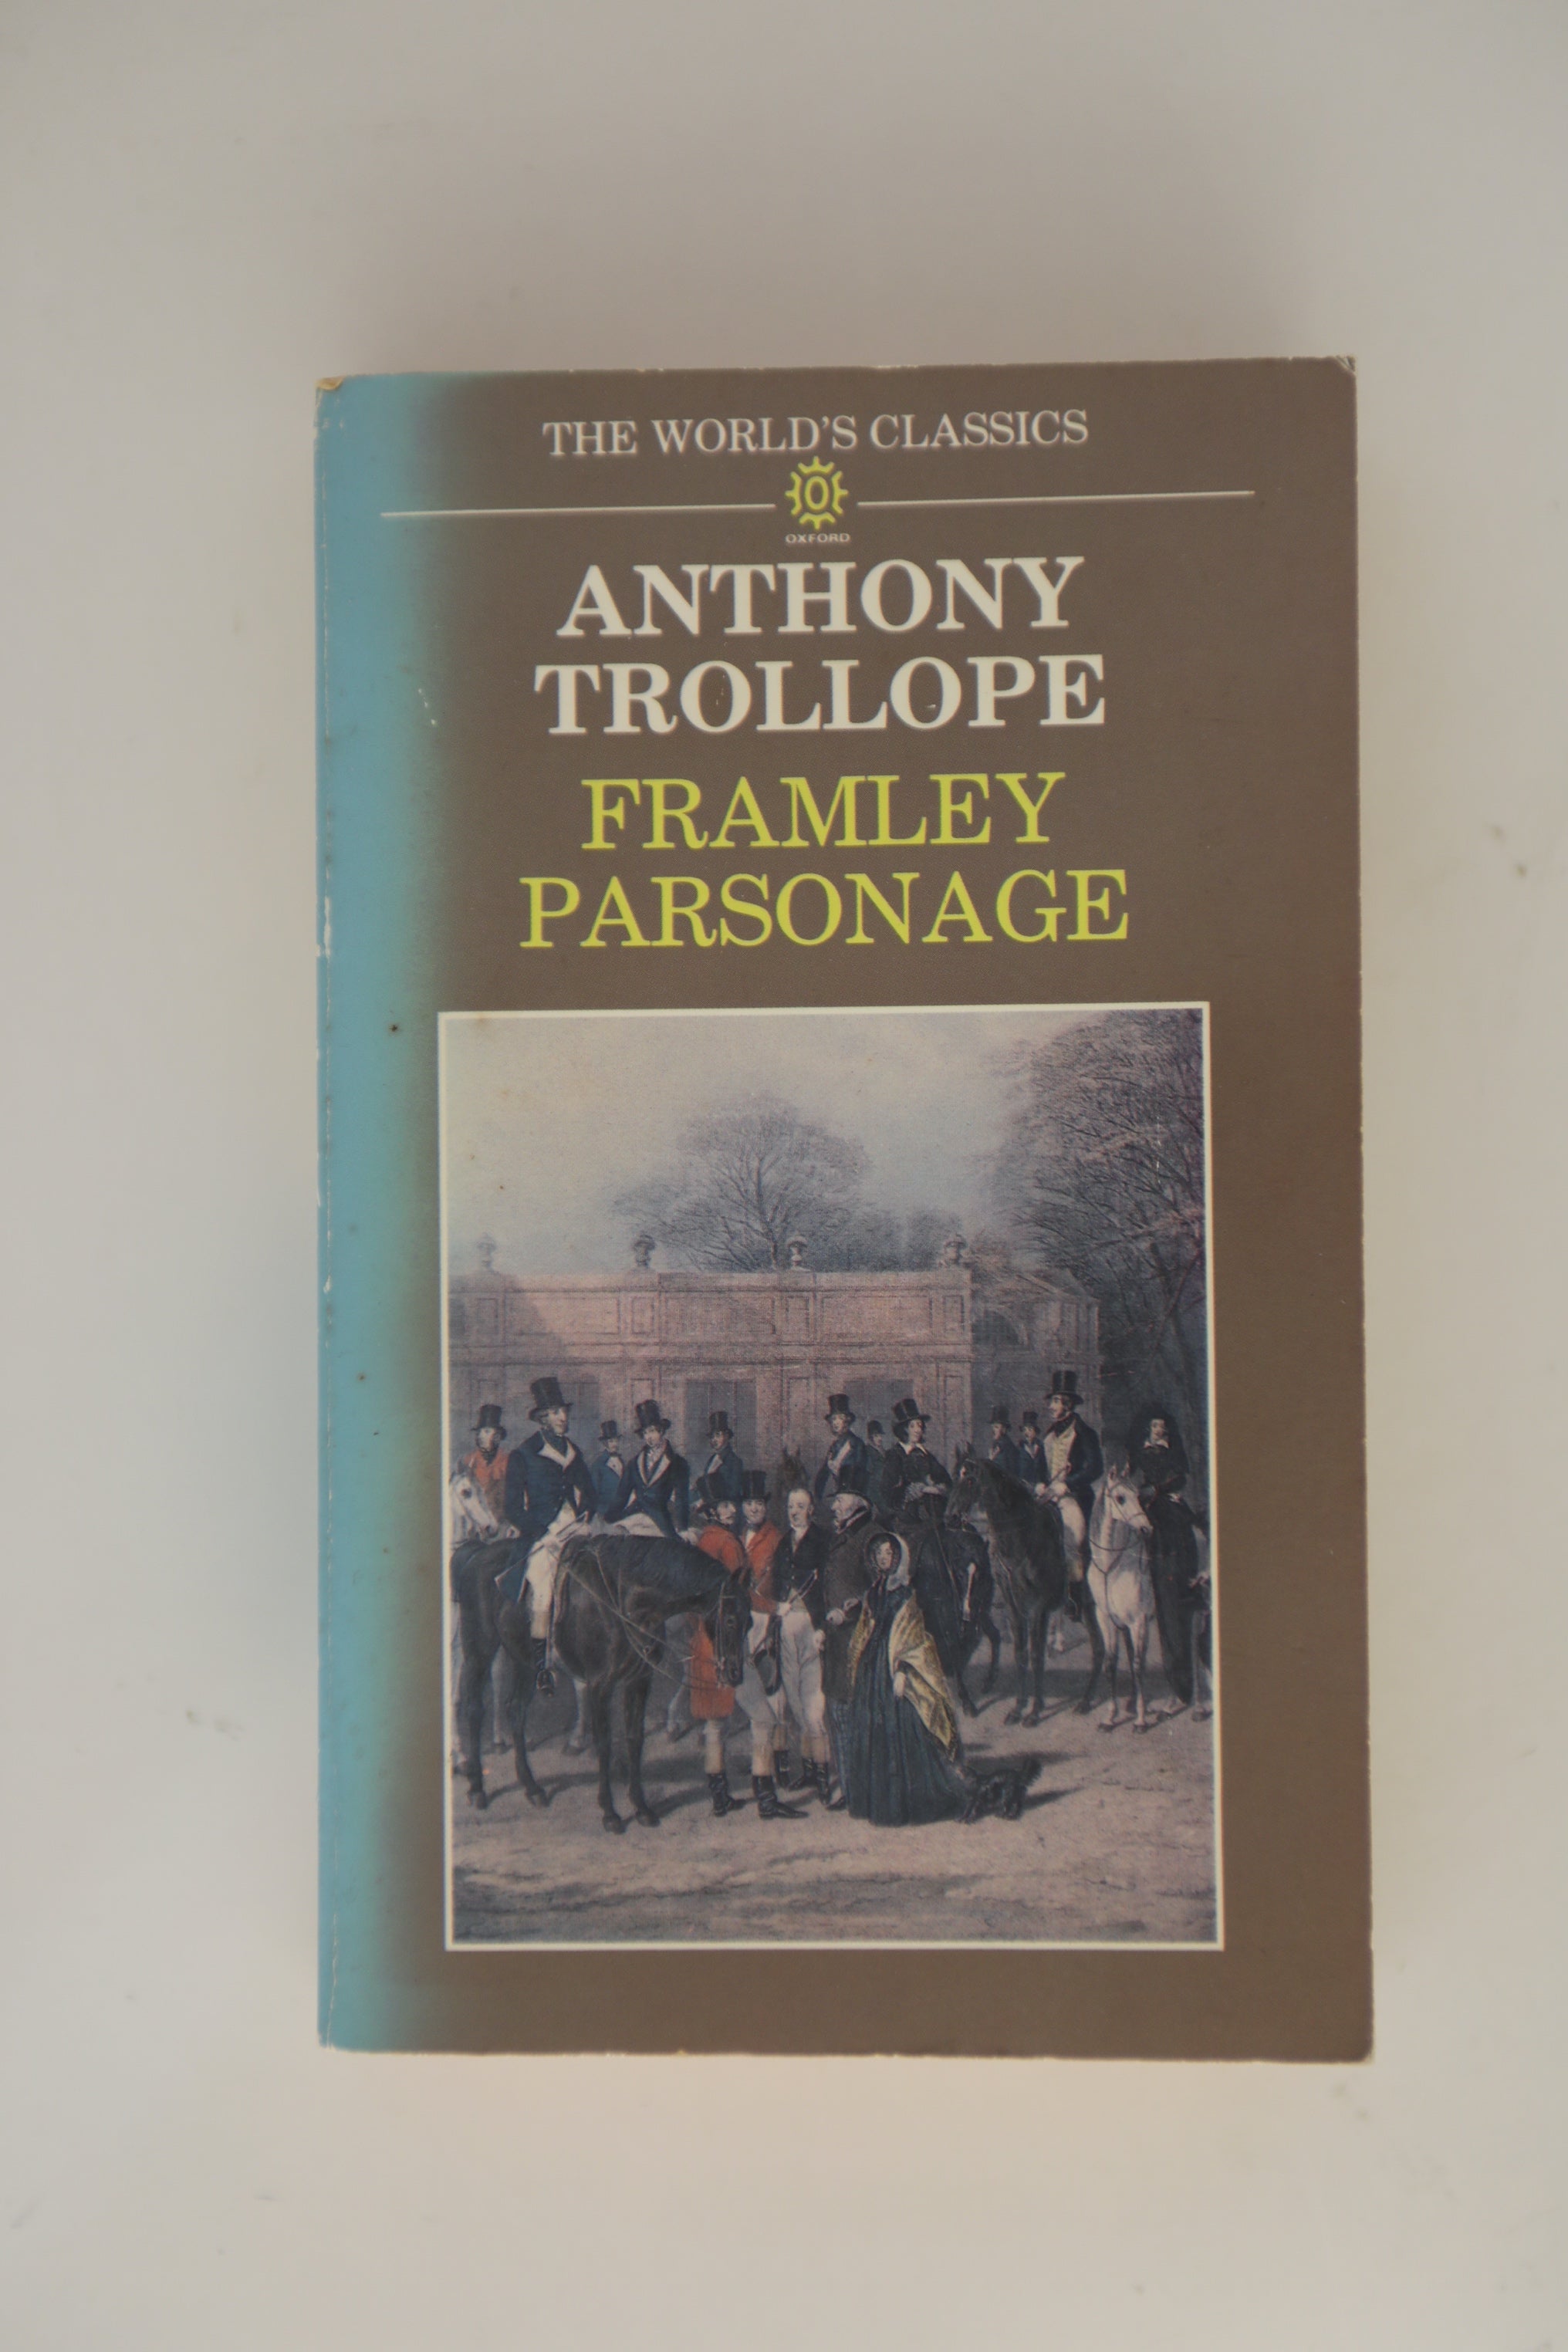 THE WORLD'S CLASSICS
O
OXFORD
ANTHONY
TROLLOPE
FRAMLEY
PARSONAGE